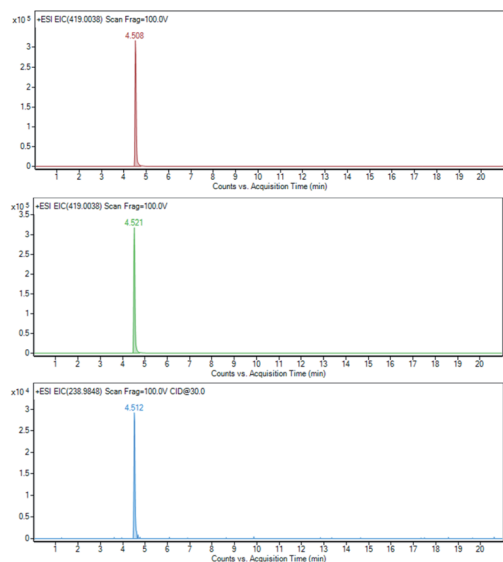 x10 5 +ESI EIC(419.0038) Scan Frag=100.0V
4.508
3
2.5
2
1.5
1
0.5
0
1 2 3 4 5 6 7 8 9 10 11 12 13 14 15 16 17 18 19 20
Counts vs. Acquisition Time (min)
x10 5 +ESI EIC(419.0038) Scan Frag=100.0V
3.5
4.521
3
2.5
2
1.5
1
0.5
0
1 2 3 4 5 6 7 8 9 10 11 12 13 14 15 16 17 18 19 20
Counts vs. Acquisition Time (min)
x10 4 +ESI EIC(238.9848) Scan Frag=100.0V CID@30.0
4.512
3
2.5
2
1.5
1
0.5
0
1 2 3 4 5 6 7 8 9 10 11 12 13 14 15 16 17 18 19 20
Counts vs. Acquisition Time (min)